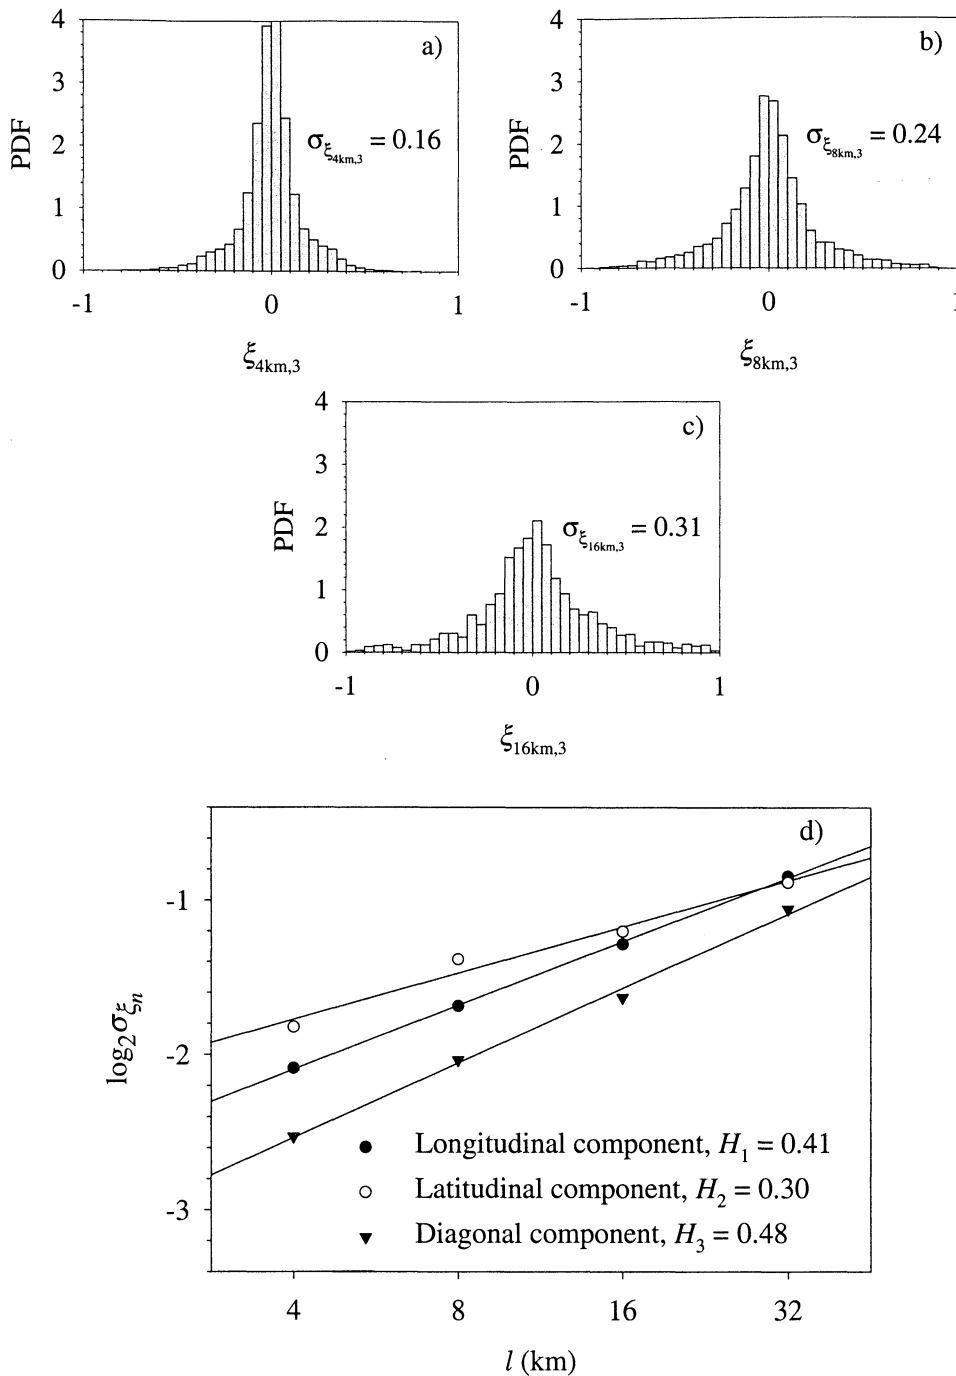 a)
PDF
4
3
2
1
0
σξ4km,3 = 0.16
-1 0 1
ξ4km,3
b)
PDF
4
3
2
1
0
σξ8km,3 = 0.24
-1 0 1
ξ8km,3
c)
PDF
4
3
2
1
0
σξ16km,3 = 0.31
-1 0 1
ξ16km,3
d)
log2σξn
-1
-2
-3
Longitudinal component, H1 = 0.41
Latitudinal component, H2 = 0.30
Diagonal component, H3 = 0.48
4 8 16 32
l (km)